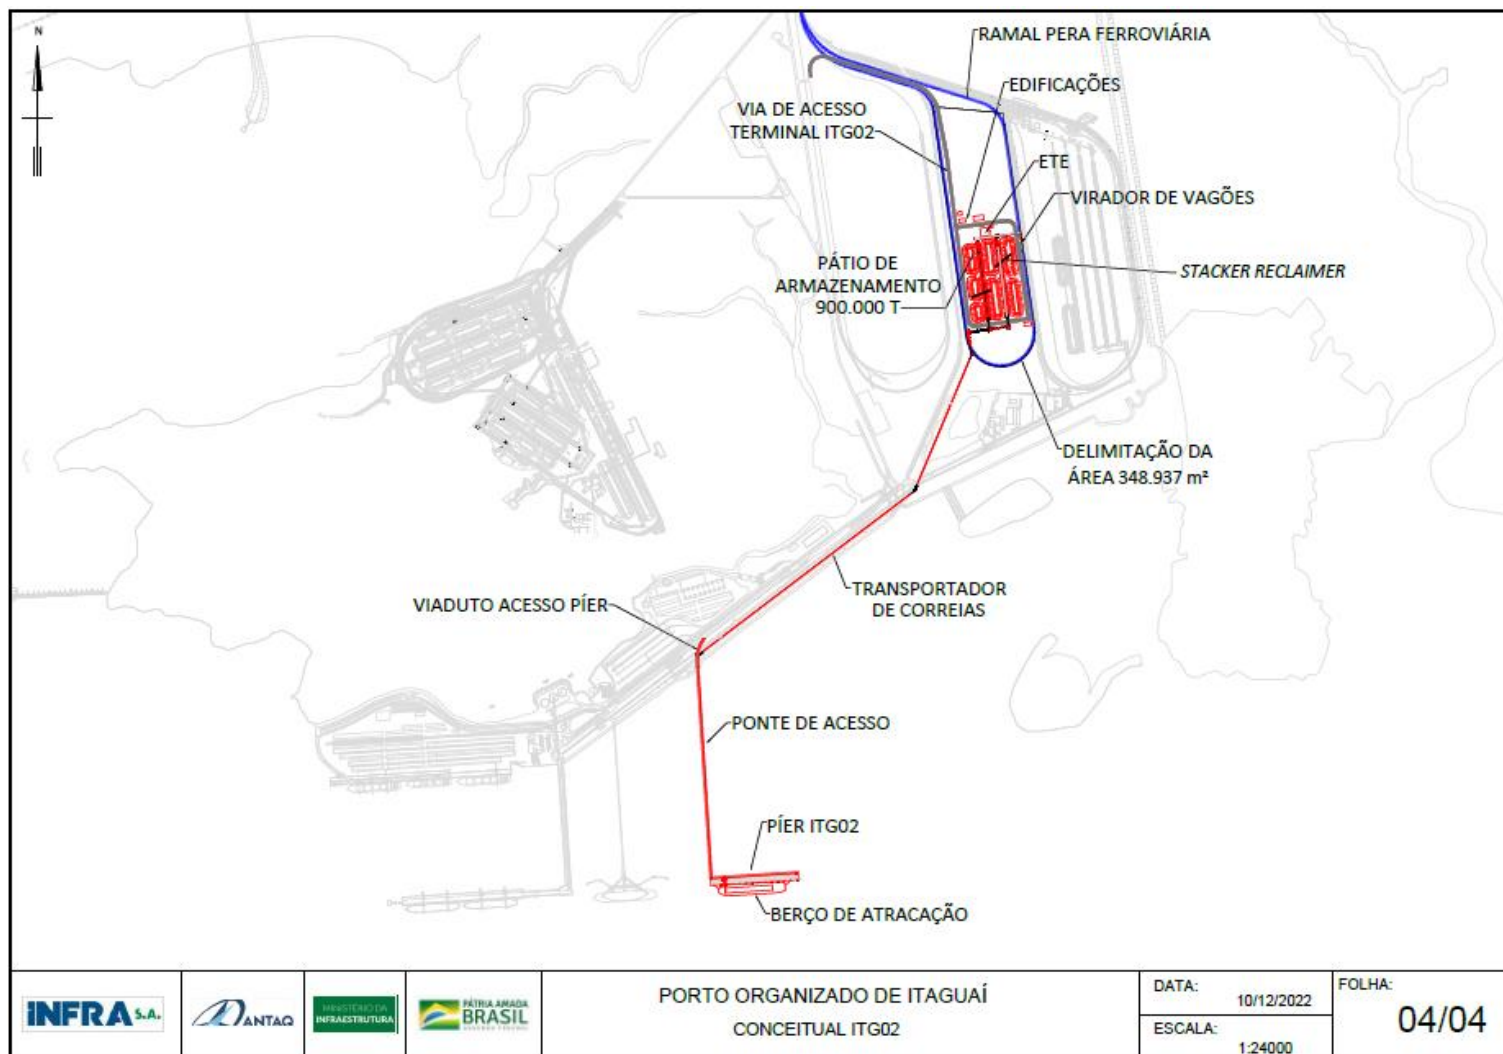 N
RAMAL PERA FERROVIÁRIA
EDIFICAÇÕES
VIA DE ACESSO
TERMINAL ITG02
ETE
VIRADOR DE VAGÕES
PÁTIO DE
ARMAZENAMENTO
900.000 T
STACKER RECLAIMER
DELIMITAÇÃO DA
ÁREA 348.937 m²
TRANSPORTADOR
DE CORREIAS
VIADUTO ACESSO PÍER
PONTE DE ACESSO
PÍER ITG02
BERÇO DE ATRACAÇÃO
INFRA S.A.
ANTAQ
MINISTÉRIO DA
INFRAESTRUTURA
PÁTRIA AMADA
BRASIL
PORTO ORGANIZADO DE ITAGUAÍ
CONCEITUAL ITG02
DATA:
10/12/2022
ESCALA:
1:24000
FOLHA:
04/04